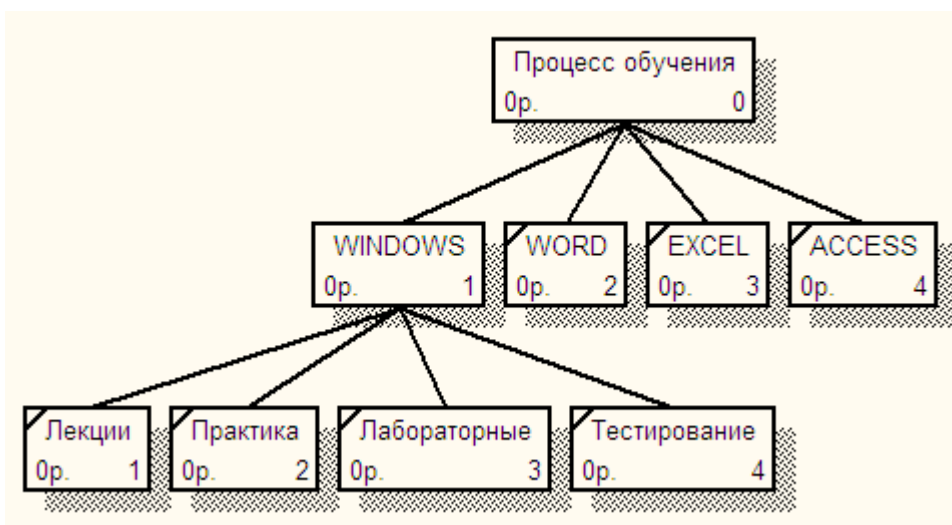 Процесс обучения
0р. 0
WINDOWS
0р. 1
WORD
0р. 2
EXCEL
0р. 3
ACCESS
0р. 4
Лекции
0р. 1
Практика
0р. 2
Лабораторные
0р. 3
Тестирование
0р. 4